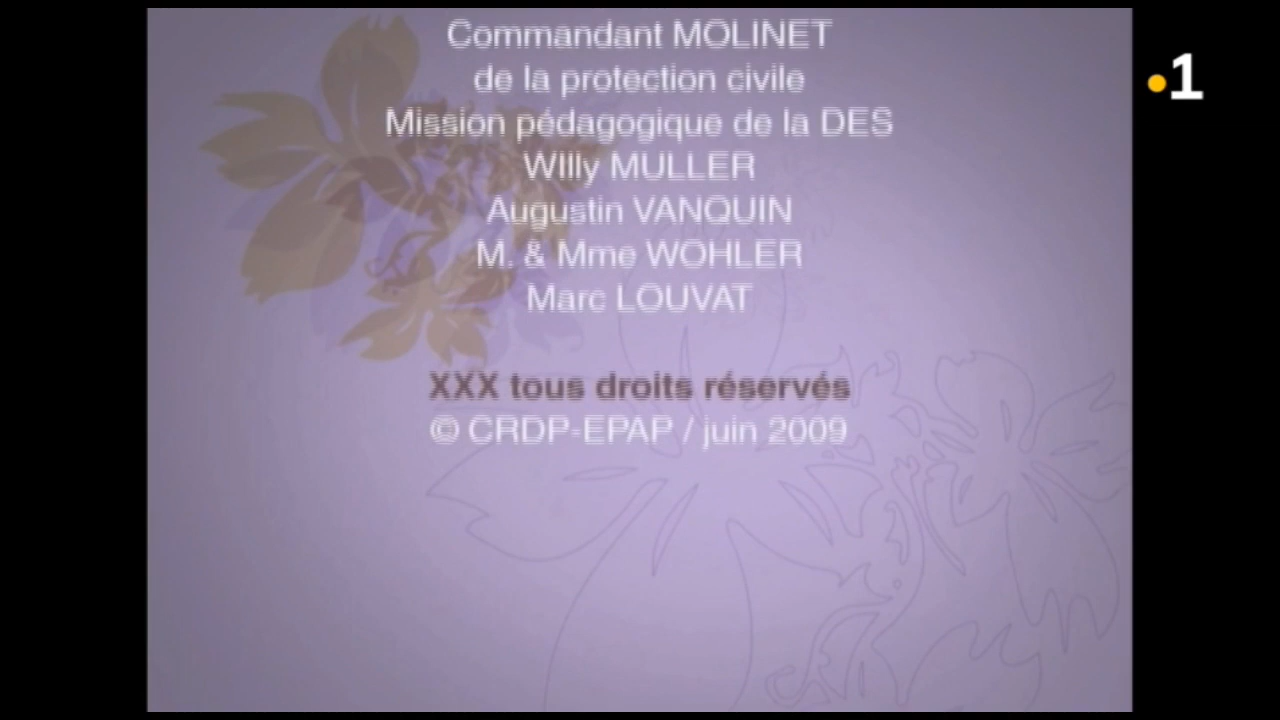 Commandant MOLINET
de la protection civile
Mission pédagogique de la DES
Willy MULLER
Augustin VANQUIN
M. & Mme WOHLER
Marc LOUVAT
XXX tous droits réservés
© CRDP-EPAP / juin 2009
1